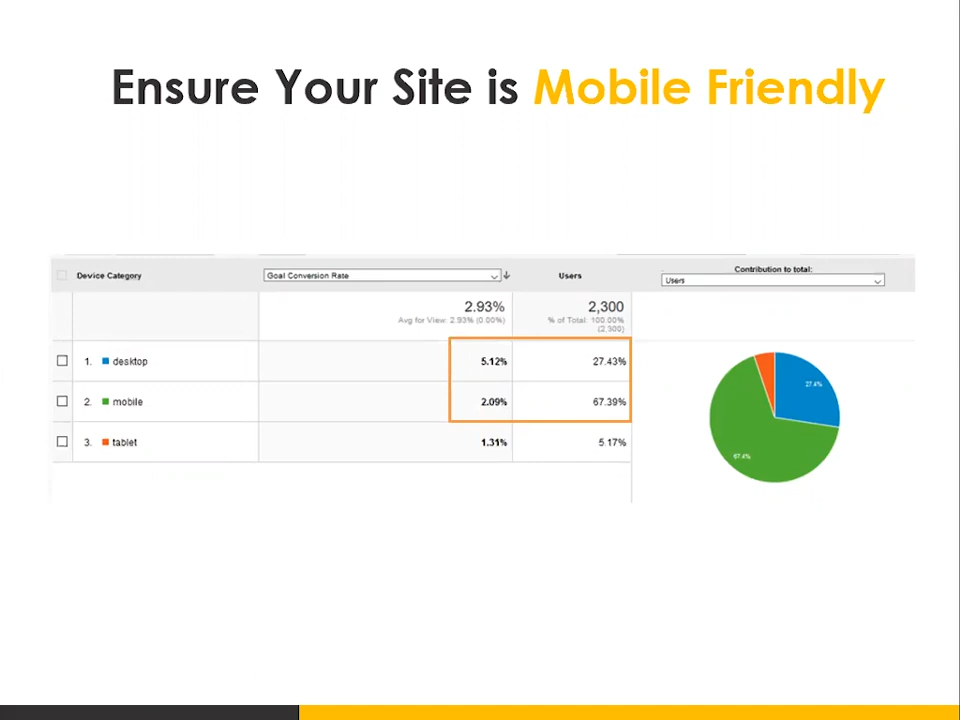 Ensure Your Site is Mobile Friendly
Device Category Goal Conversion Rate Users Contribution to total:
Users
2.93% 2,300
Avg for View: 2.93% (0.00%) % of Total: 100.00%
(2,300)
1. desktop 5.12% 27.43%
2. mobile 2.09% 67.39%
3. tablet 1.31% 5.17%
27.4%
67.4%